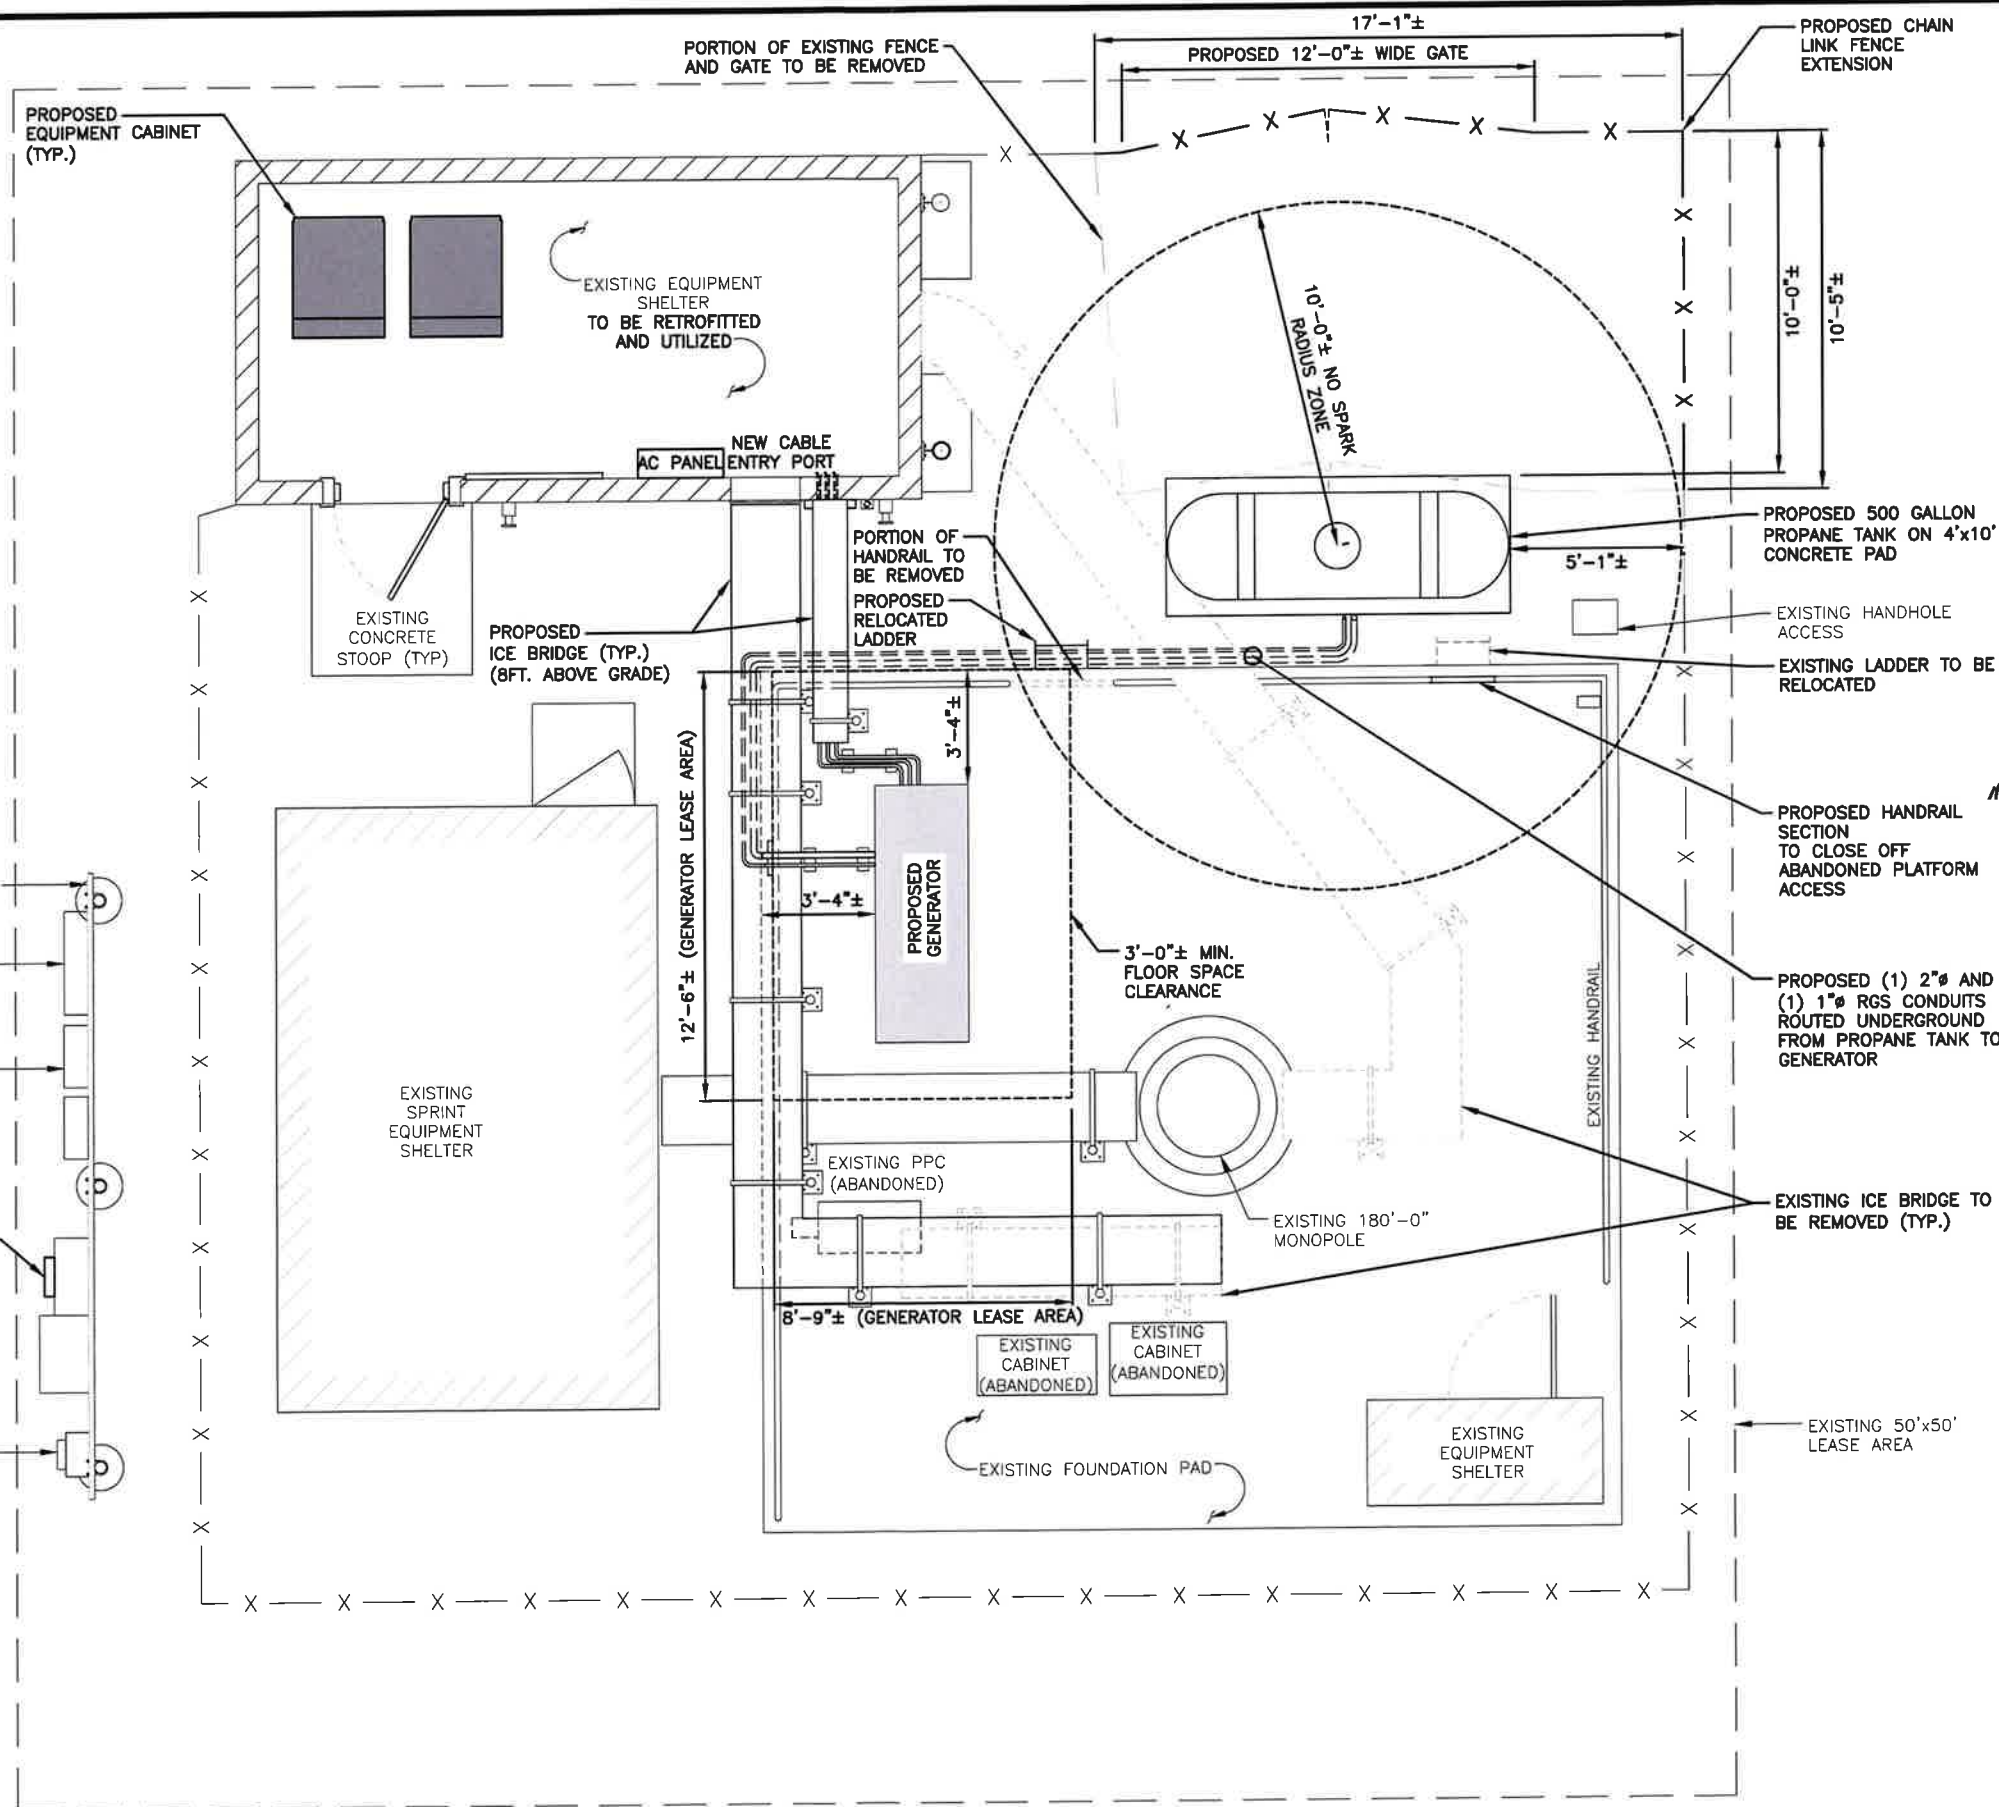 17'-1"±
PROPOSED 12'-0"± WIDE GATE
PROPOSED CHAIN
LINK FENCE
EXTENSION
PORTION OF EXISTING FENCE
AND GATE TO BE REMOVED
PROPOSED
EQUIPMENT CABINET
(TYP.)
EXISTING EQUIPMENT
SHELTER
TO BE RETROFITTED
AND UTILIZED
10'-0"± NO SPARK
RADIUS ZONE
10'-0"±
10'-5"±
AC PANEL
NEW CABLE
ENTRY PORT
PROPOSED 500 GALLON
PROPANE TANK ON 4'x10'
CONCRETE PAD
5'-1"±
PORTION OF
HANDRAIL TO
BE REMOVED
PROPOSED
RELOCATED
LADDER
EXISTING
CONCRETE
STOOP (TYP)
PROPOSED
ICE BRIDGE (TYP.)
(8FT. ABOVE GRADE)
EXISTING HANDHOLE
ACCESS
EXISTING LADDER TO BE
RELOCATED
3'-4"±
12'-6"± (GENERATOR LEASE AREA)
PROPOSED HANDRAIL
SECTION
TO CLOSE OFF
ABANDONED PLATFORM
ACCESS
3'-4"±
PROPOSED
GENERATOR
3'-0"± MIN.
FLOOR SPACE
CLEARANCE
PROPOSED (1) 2"ø AND
(1) 1"ø RGS CONDUITS
ROUTED UNDERGROUND
FROM PROPANE TANK TO
GENERATOR
EXISTING HANDRAIL
EXISTING
SPRINT
EQUIPMENT
SHELTER
EXISTING PPC
(ABANDONED)
EXISTING 180'-0"
MONOPOLE
EXISTING ICE BRIDGE TO
BE REMOVED (TYP.)
8'-9"± (GENERATOR LEASE AREA)
EXISTING
CABINET
(ABANDONED)
EXISTING
CABINET
(ABANDONED)
EXISTING FOUNDATION PAD
EXISTING
EQUIPMENT
SHELTER
EXISTING 50'x50'
LEASE AREA